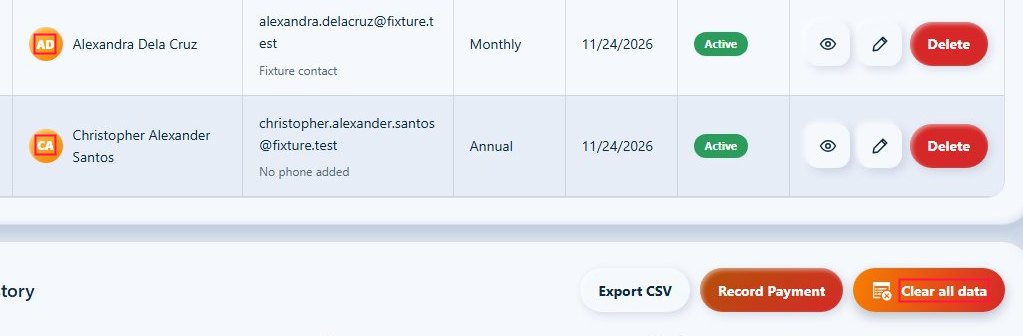 AD
Alexandra Dela Cruz
alexandra.delacruz@fixture.t
est
Fixture contact
Monthly
11/24/2026
Active
Delete
CA
Christopher Alexander
Santos
christopher.alexander.santos
@fixture.test
No phone added
Annual
11/24/2026
Active
Delete
story
Export CSV
Record Payment
Clear all data